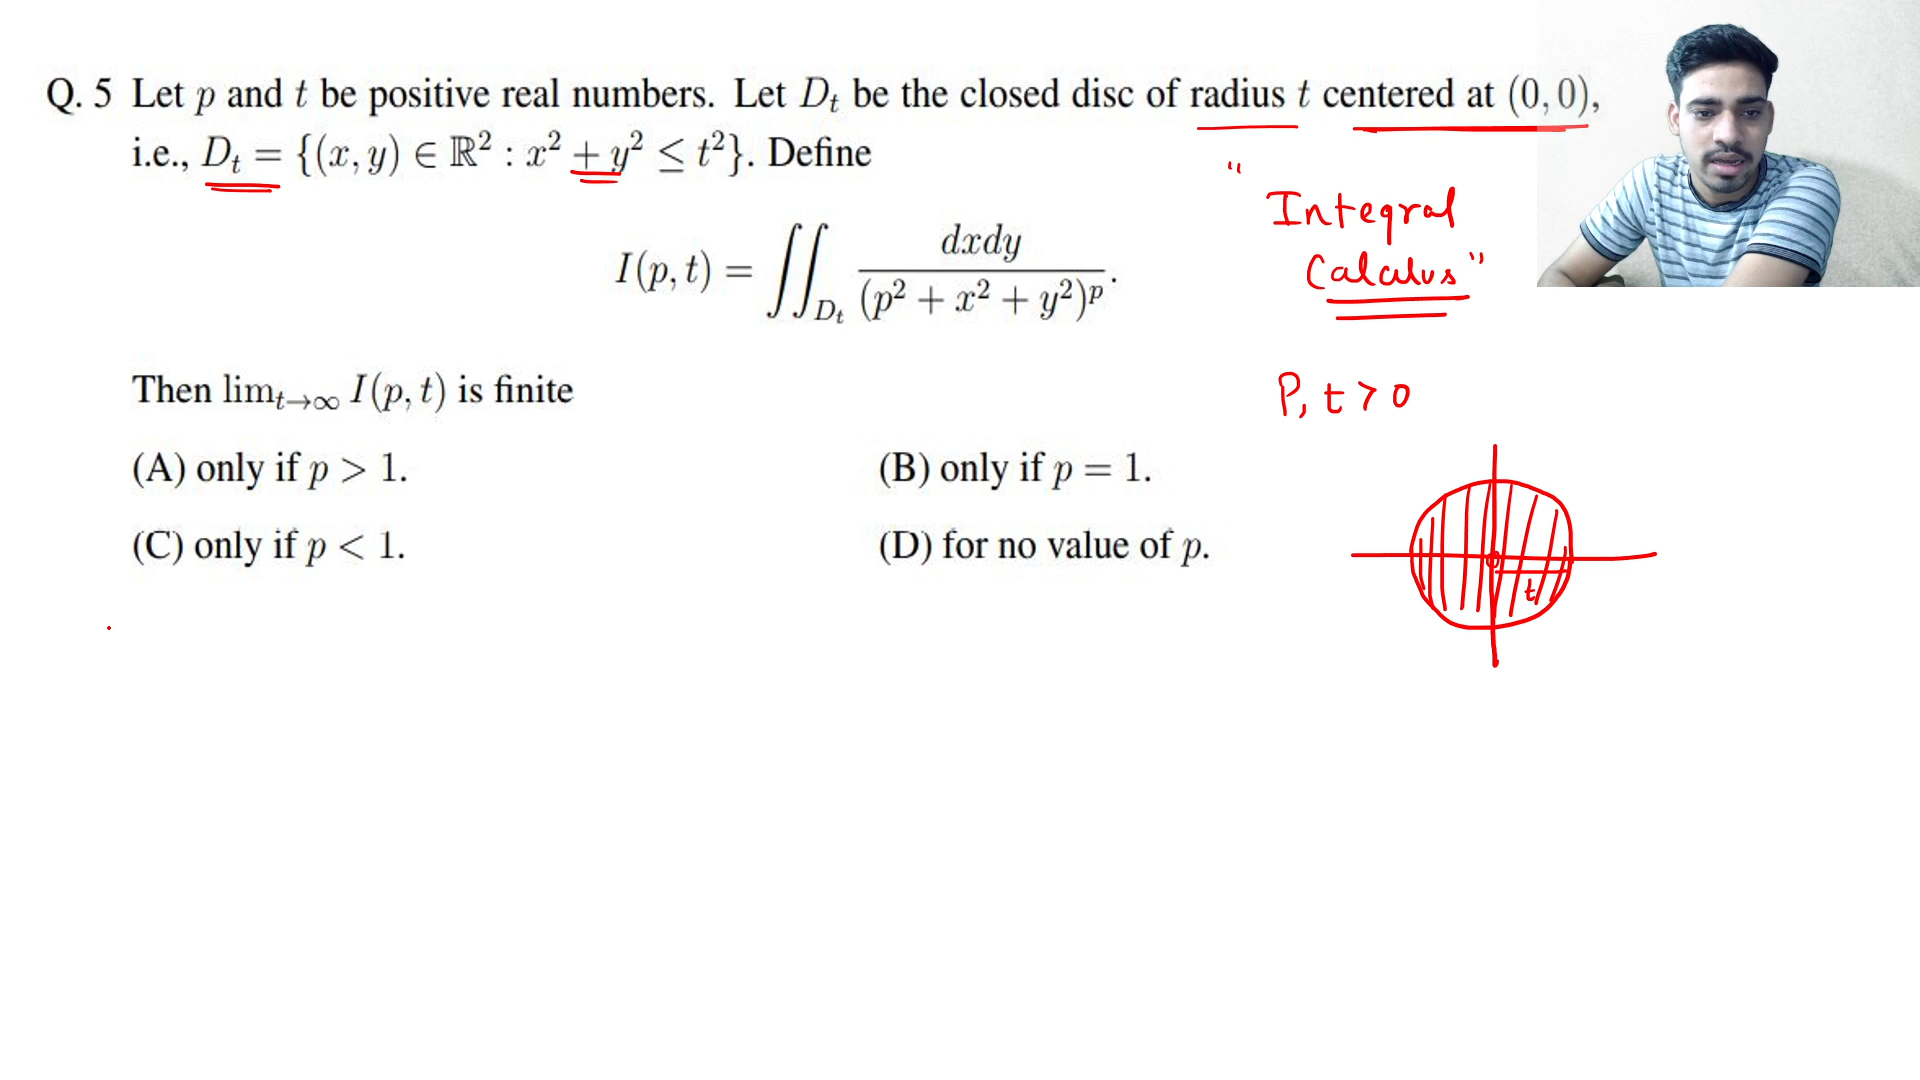 Q. 5 Let p and t be positive real numbers. Let D_t be the closed disc of radius t centered at (0, 0),
i.e., D_t = {(x, y) ∈ ℝ² : x² + y² ≤ t²}. Define
I(p, t) = ∬_{D_t} dxdy / (p² + x² + y²)^p .
"Integral
Calculus"
Then lim_{t→∞} I(p, t) is finite
P, t > 0
(A) only if p > 1.
(B) only if p = 1.
(C) only if p < 1.
(D) for no value of p.
t